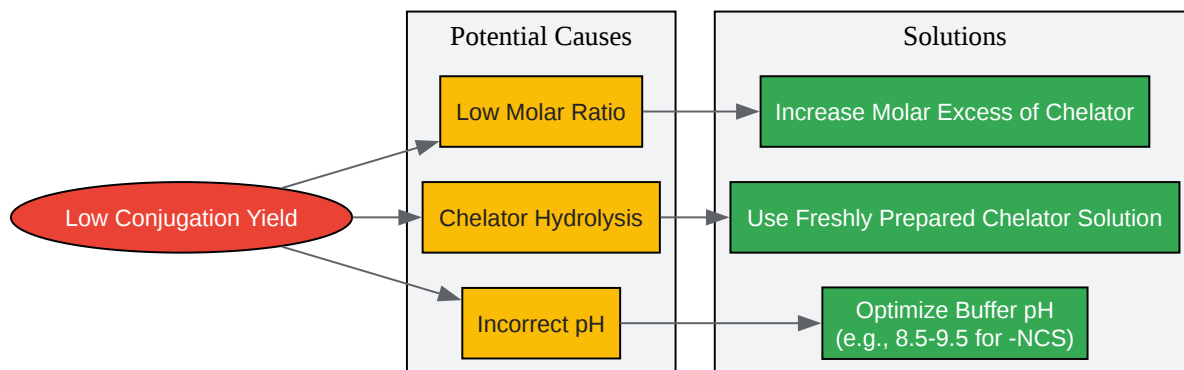 Potential Causes
Solutions
Low Molar Ratio
Increase Molar Excess of Chelator
Low Conjugation Yield
Chelator Hydrolysis
Use Freshly Prepared Chelator Solution
Incorrect pH
Optimize Buffer pH
(e.g., 8.5-9.5 for -NCS)